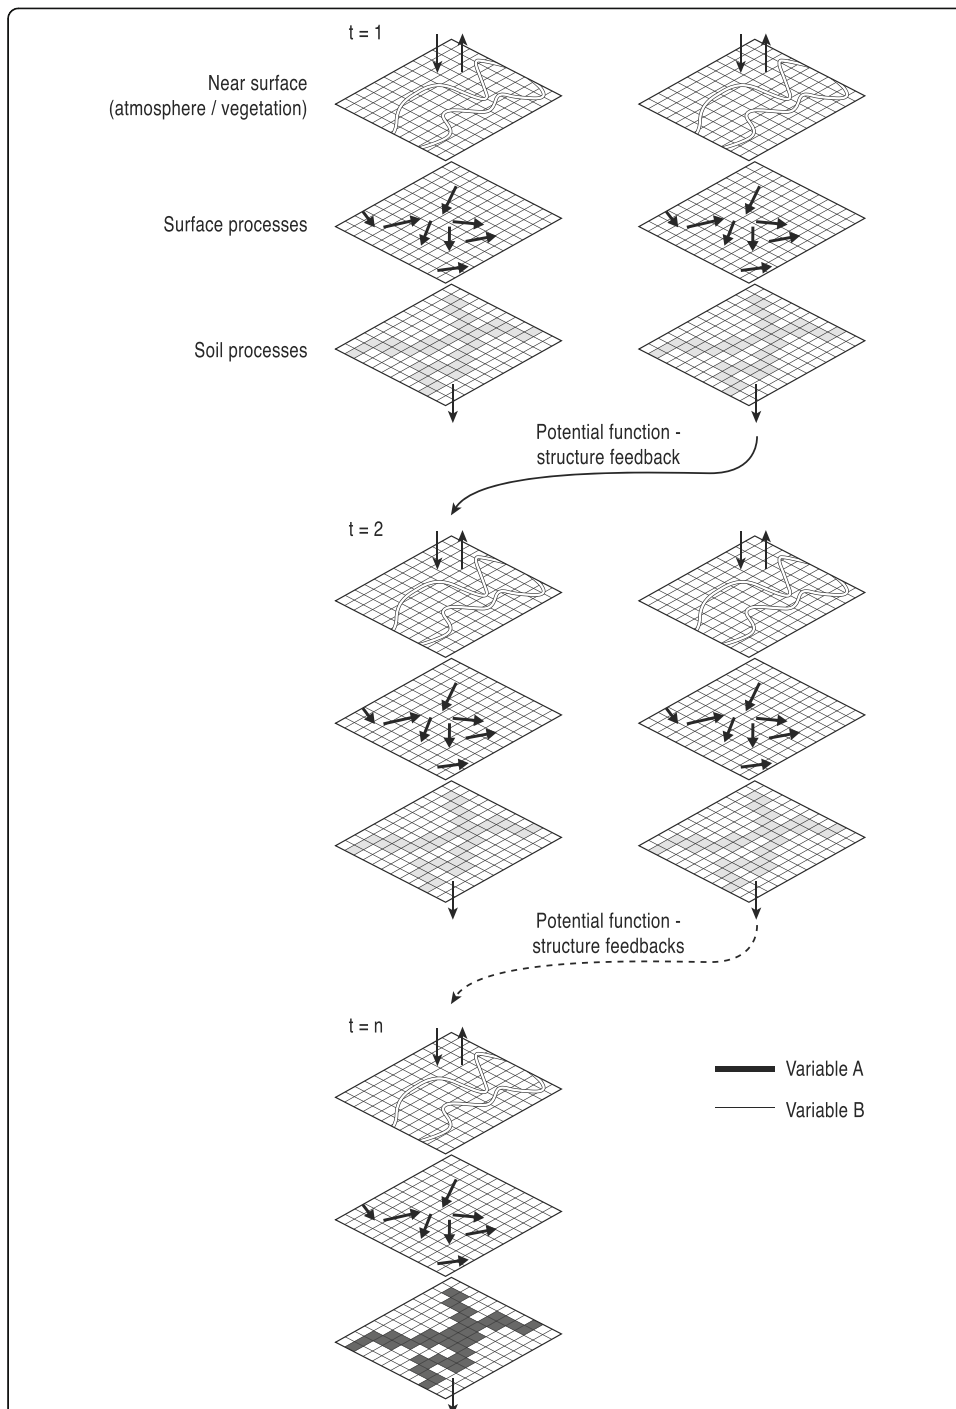 t = 1
Near surface
(atmosphere / vegetation)
Surface processes
Soil processes
Potential function -
structure feedback
t = 2
Potential function -
structure feedbacks
t = n
Variable A
Variable B